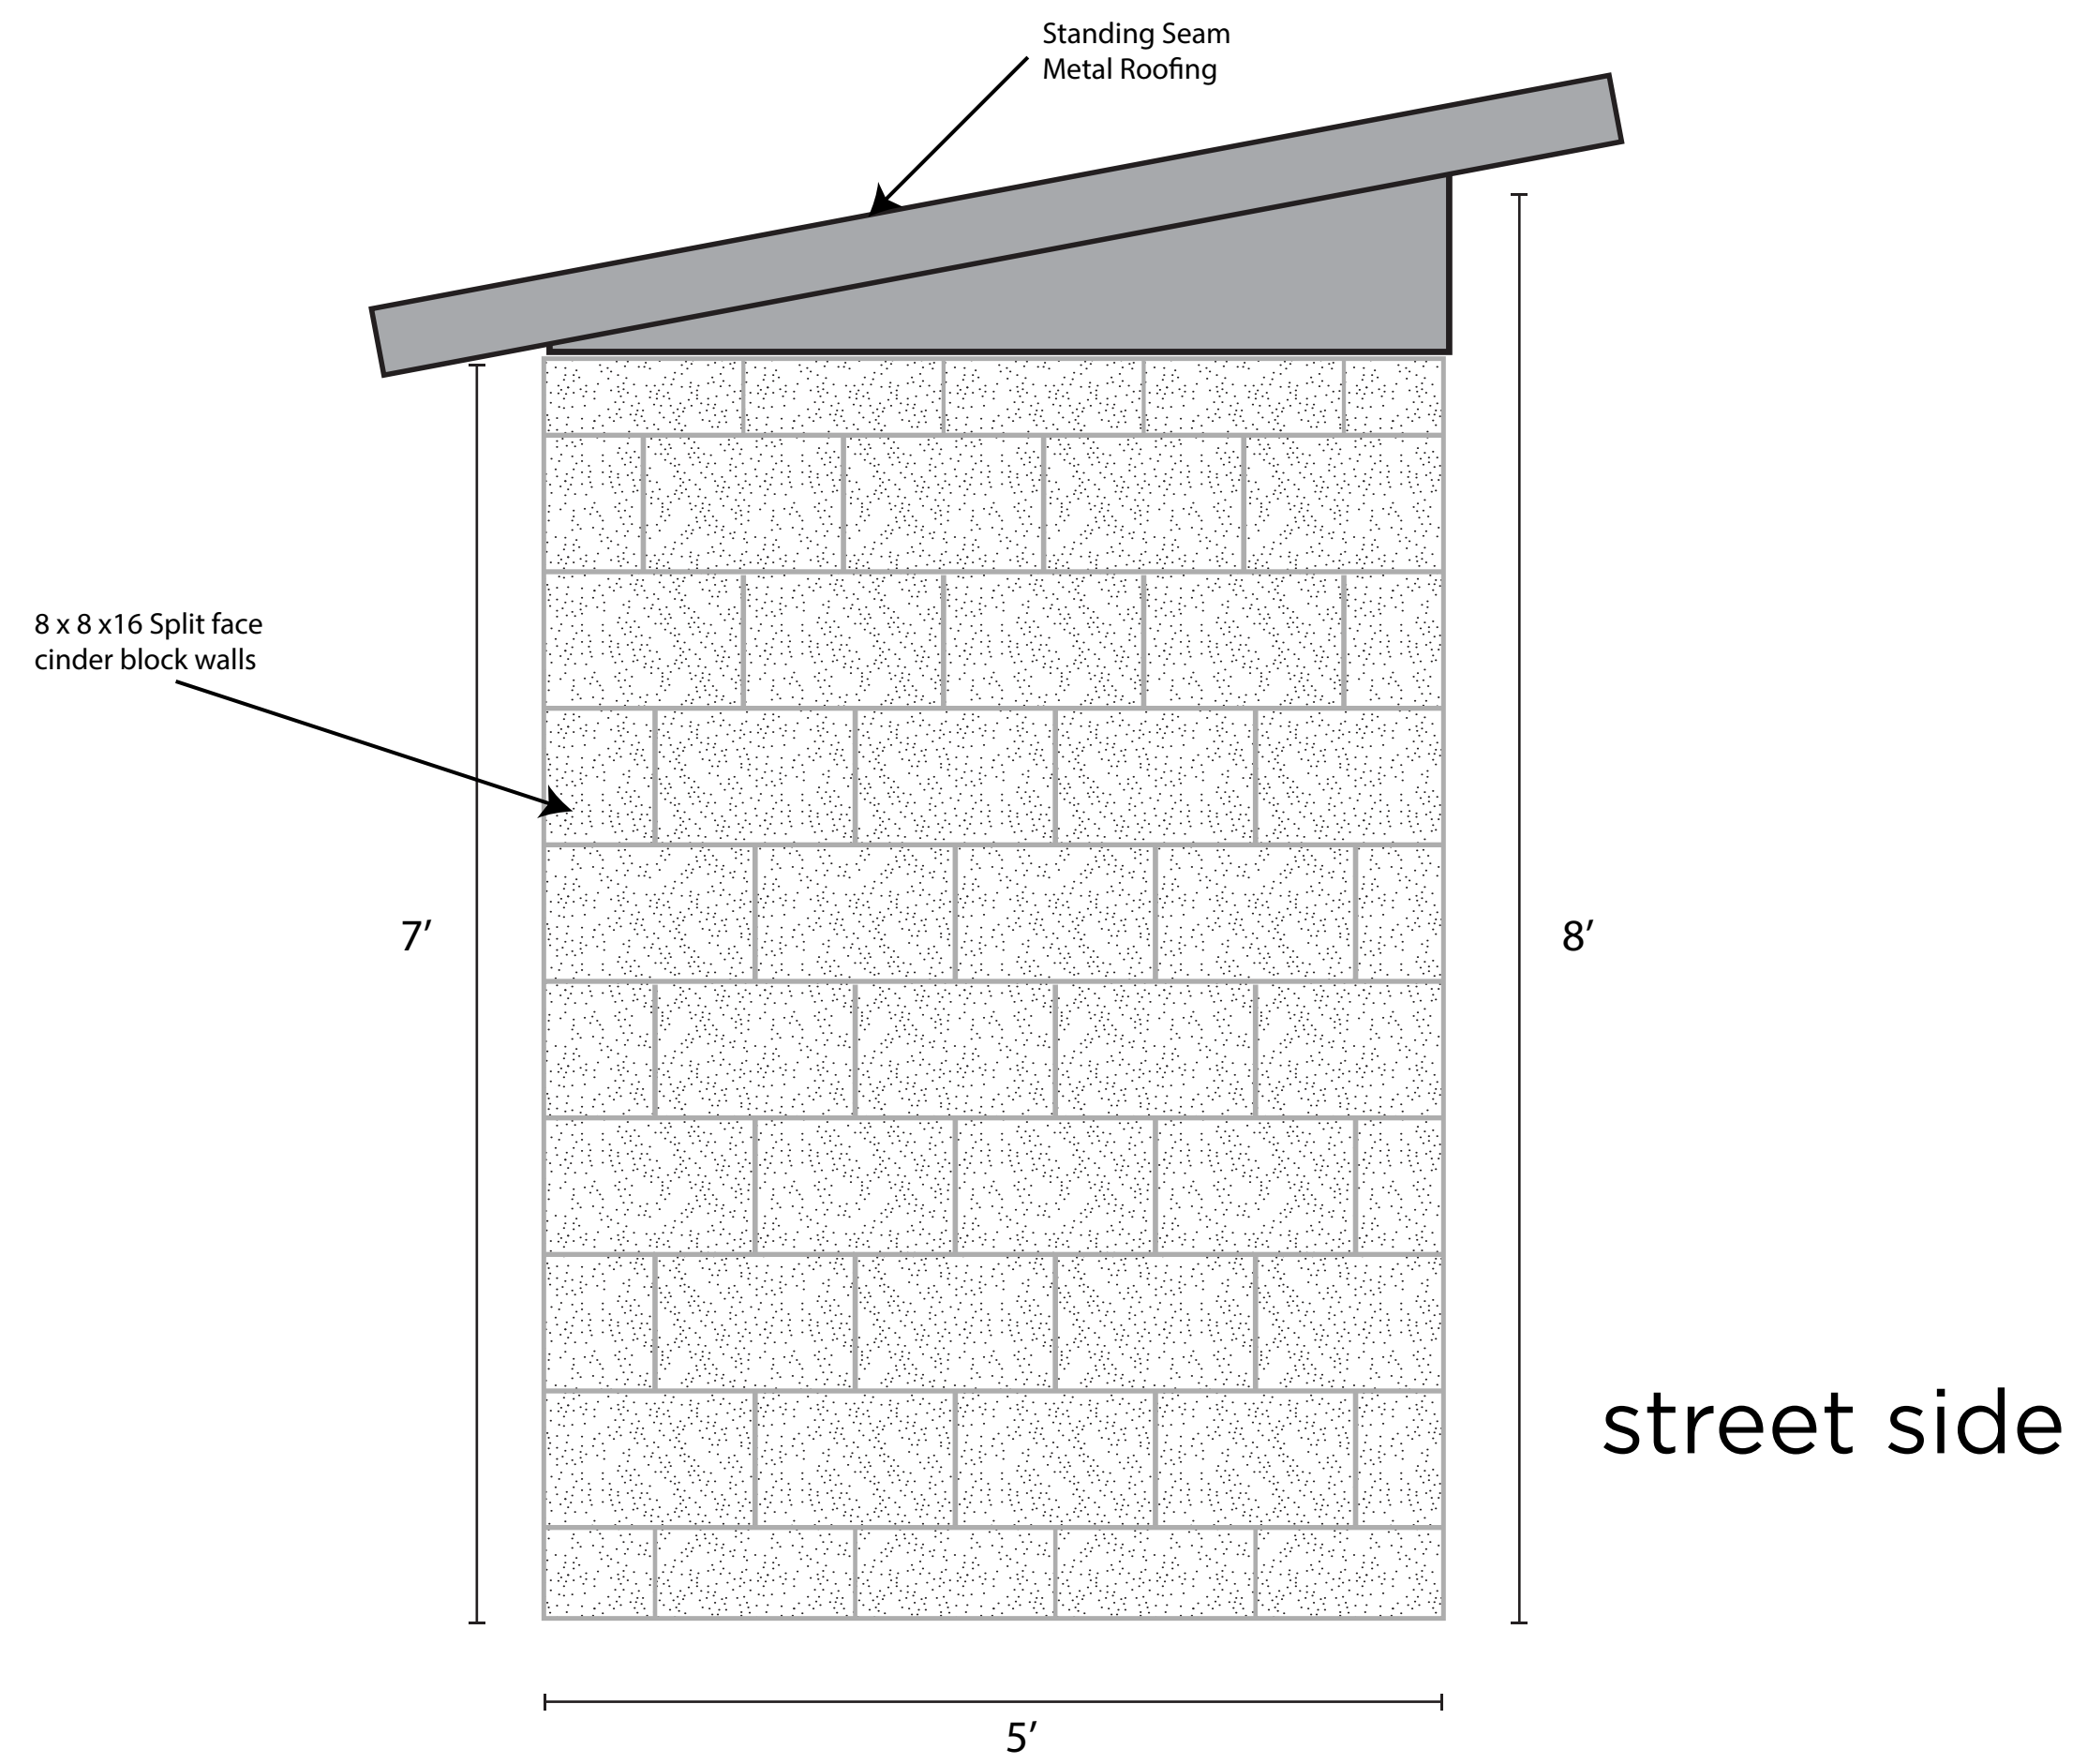 Standing Seam
Metal Roofing
8 x 8 x16 Split face
cinder block walls
7’
8’
street side
5’